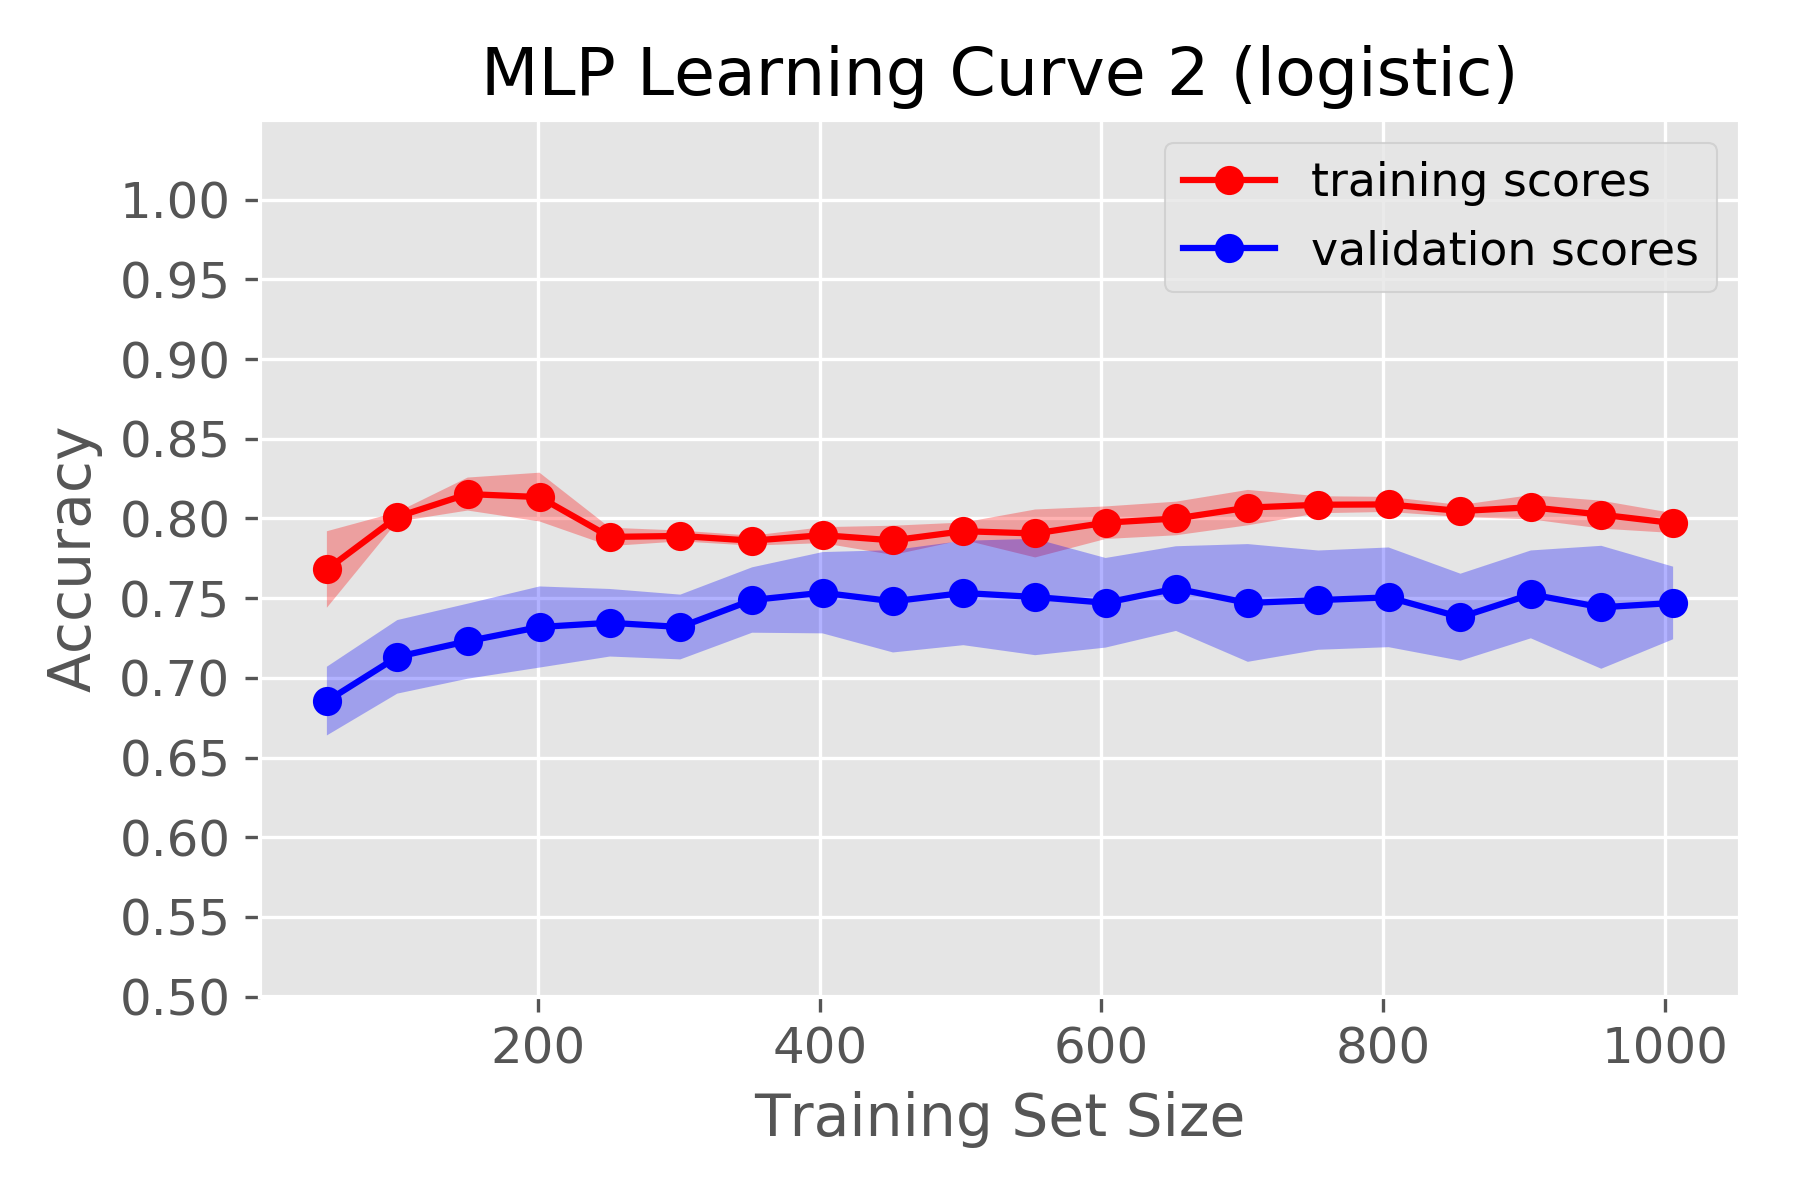 MLP Learning Curve 2 (logistic)
training scores
validation scores
1.00
0.95
0.90
0.85
0.80
0.75
0.70
0.65
0.60
0.55
0.50
Accuracy
200 400 600 800 1000
Training Set Size